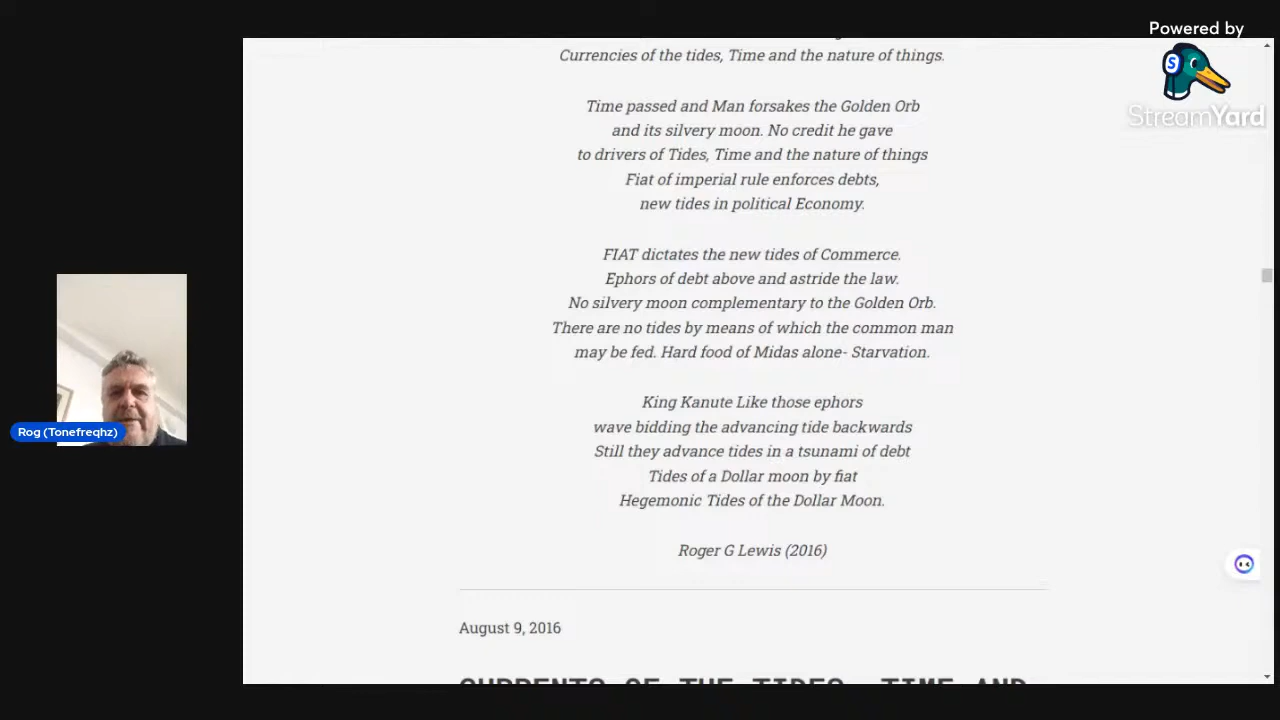 Powered by
StreamYard
Currencies of the tides, Time and the nature of things.
Time passed and Man forsakes the Golden Orb
and its silvery moon. No credit he gave
to drivers of Tides, Time and the nature of things
Fiat of imperial rule enforces debts,
new tides in political Economy.
FIAT dictates the new tides of Commerce.
Ephors of debt above and astride the law.
No silvery moon complementary to the Golden Orb.
There are no tides by means of which the common man
may be fed. Hard food of Midas alone- Starvation.
King Kanute Like those ephors
wave bidding the advancing tide backwards
Still they advance tides in a tsunami of debt
Tides of a Dollar moon by fiat
Hegemonic Tides of the Dollar Moon.
Roger G Lewis (2016)
Rog (Tonefreqhz)
August 9, 2016
CURRENTS OF THE TIDES, TIME AND